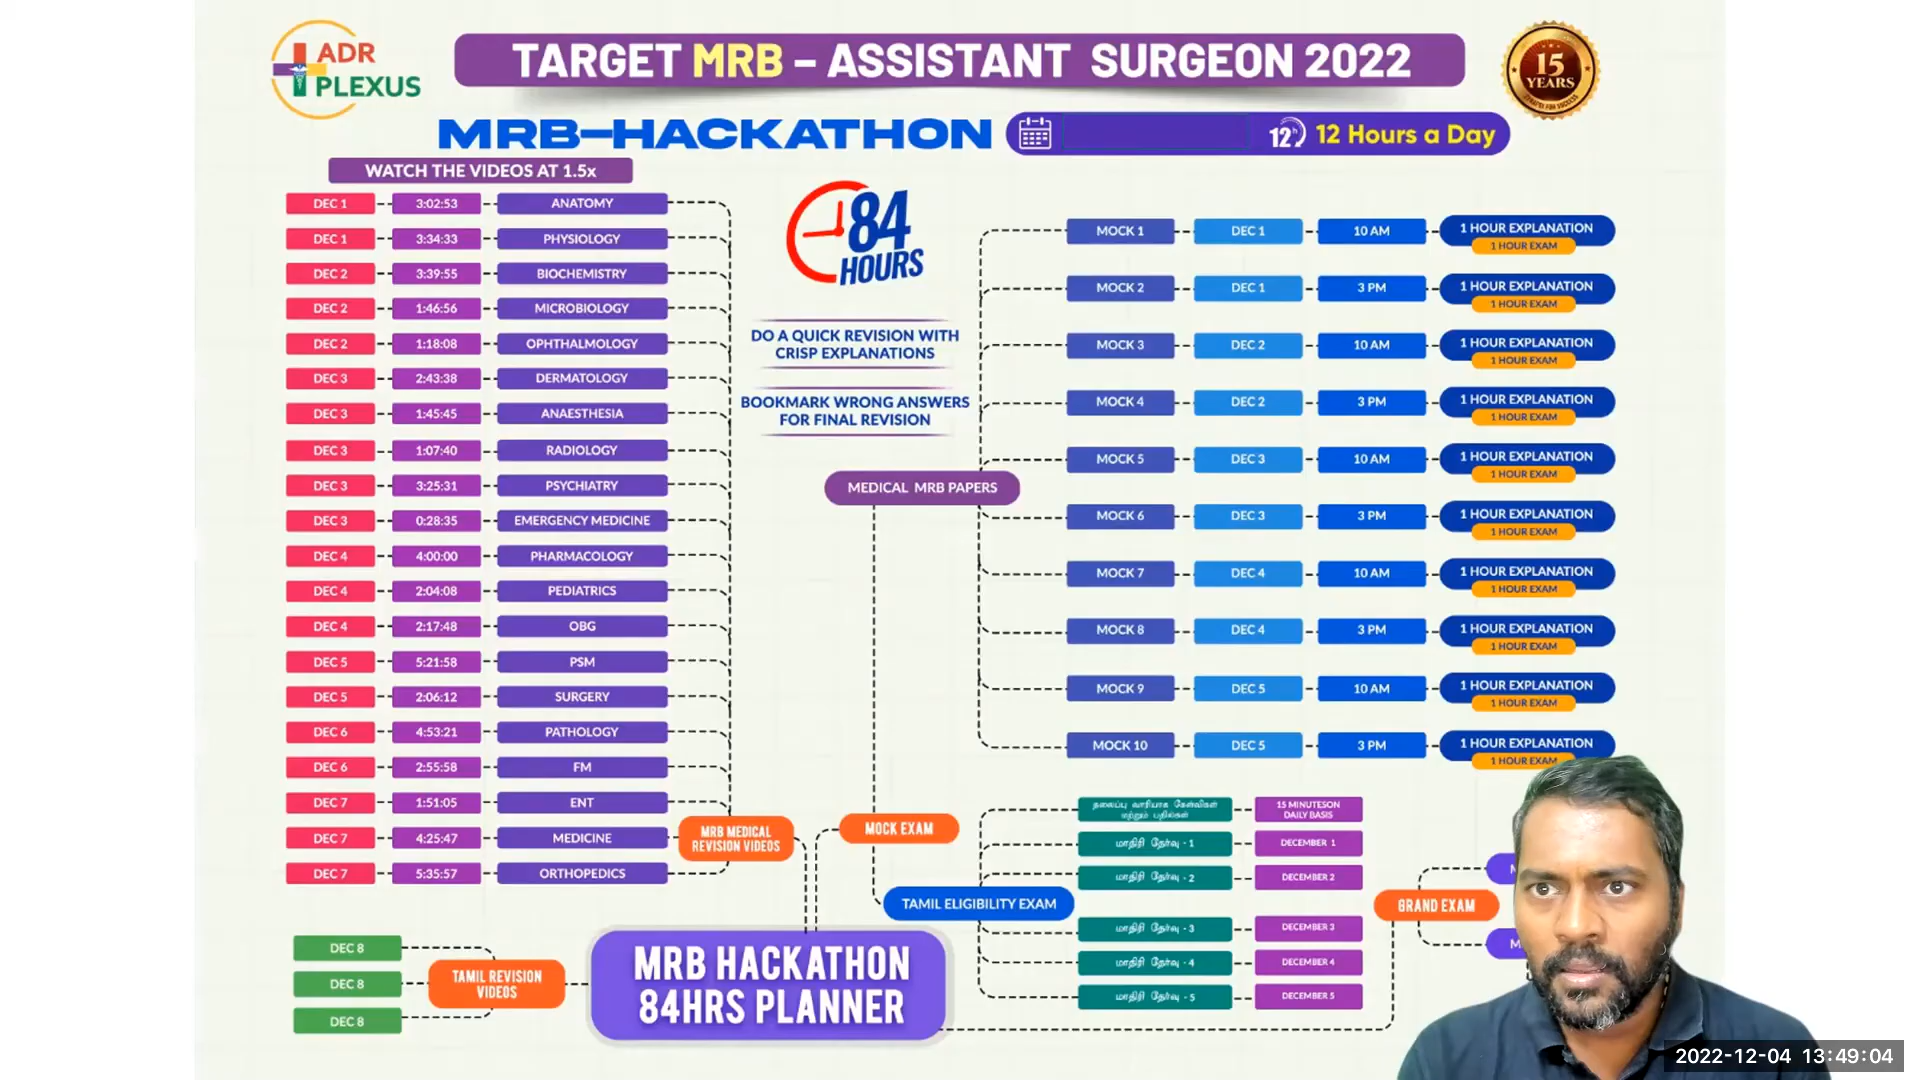 ADR
PLEXUS
TARGET MRB – ASSISTANT SURGEON 2022
15
YEARS
MRB-HACKATHON
12h
12 Hours a Day
WATCH THE VIDEOS AT 1.5x
DEC 1 3:02:53 ANATOMY
DEC 1 3:34:33 PHYSIOLOGY
DEC 2 3:39:55 BIOCHEMISTRY
DEC 2 1:46:56 MICROBIOLOGY
DEC 2 1:18:08 OPHTHALMOLOGY
DEC 3 2:43:38 DERMATOLOGY
DEC 3 1:45:45 ANAESTHESIA
DEC 3 1:07:40 RADIOLOGY
DEC 3 3:25:31 PSYCHIATRY
DEC 3 0:28:35 EMERGENCY MEDICINE
DEC 4 4:00:00 PHARMACOLOGY
DEC 4 2:04:08 PEDIATRICS
DEC 4 2:17:48 OBG
DEC 5 5:21:58 PSM
DEC 5 2:06:12 SURGERY
DEC 6 4:53:21 PATHOLOGY
DEC 6 2:55:58 FM
DEC 7 1:51:05 ENT
DEC 7 4:25:47 MEDICINE
DEC 7 5:35:57 ORTHOPEDICS
MRB MEDICAL
REVISION VIDEOS
84
HOURS
DO A QUICK REVISION WITH
CRISP EXPLANATIONS
BOOKMARK WRONG ANSWERS
FOR FINAL REVISION
MEDICAL MRB PAPERS
MOCK 1 DEC 1 10 AM 1 HOUR EXPLANATION
1 HOUR EXAM
MOCK 2 DEC 1 3 PM 1 HOUR EXPLANATION
1 HOUR EXAM
MOCK 3 DEC 2 10 AM 1 HOUR EXPLANATION
1 HOUR EXAM
MOCK 4 DEC 2 3 PM 1 HOUR EXPLANATION
1 HOUR EXAM
MOCK 5 DEC 3 10 AM 1 HOUR EXPLANATION
1 HOUR EXAM
MOCK 6 DEC 3 3 PM 1 HOUR EXPLANATION
1 HOUR EXAM
MOCK 7 DEC 4 10 AM 1 HOUR EXPLANATION
1 HOUR EXAM
MOCK 8 DEC 4 3 PM 1 HOUR EXPLANATION
1 HOUR EXAM
MOCK 9 DEC 5 10 AM 1 HOUR EXPLANATION
1 HOUR EXAM
MOCK 10 DEC 5 3 PM 1 HOUR EXPLANATION
1 HOUR EXAM
MOCK EXAM
TAMIL ELIGIBILITY EXAM
தலைப்பு வாரியாக கேள்விகள்
மற்றும் பதில்கள்
15 MINUTESON
DAILY BASIS
மாதிரி தேர்வு - 1 DECEMBER 1
மாதிரி தேர்வு - 2 DECEMBER 2
மாதிரி தேர்வு - 3 DECEMBER 3
மாதிரி தேர்வு - 4 DECEMBER 4
மாதிரி தேர்வு - 5 DECEMBER 5
GRAND EXAM
DEC 8
DEC 8
DEC 8
TAMIL REVISION
VIDEOS
MRB HACKATHON
84HRS PLANNER
2022-12-04 13:49:04